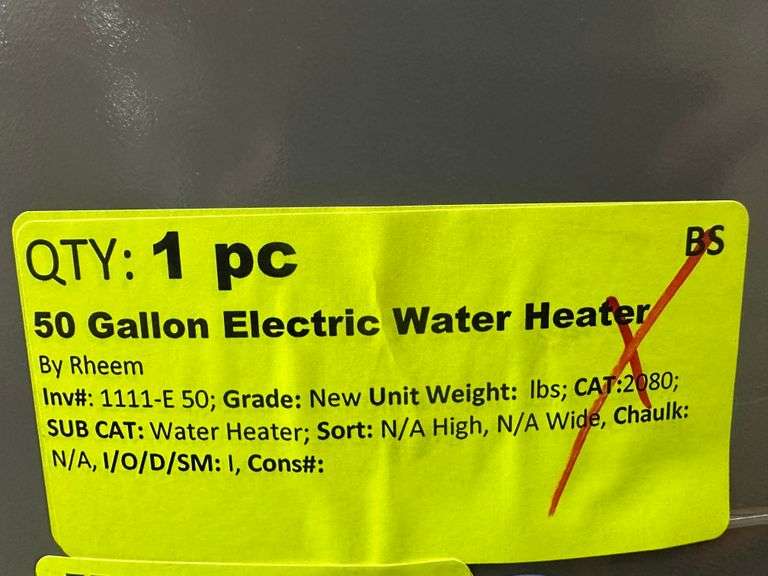 QTY: 1 pc BS
50 Gallon Electric Water Heater
By Rheem
Inv#: 1111-E 50; Grade: New Unit Weight: lbs; CAT:2080;
SUB CAT: Water Heater; Sort: N/A High, N/A Wide, Chaulk:
N/A, I/O/D/SM: I, Cons#: